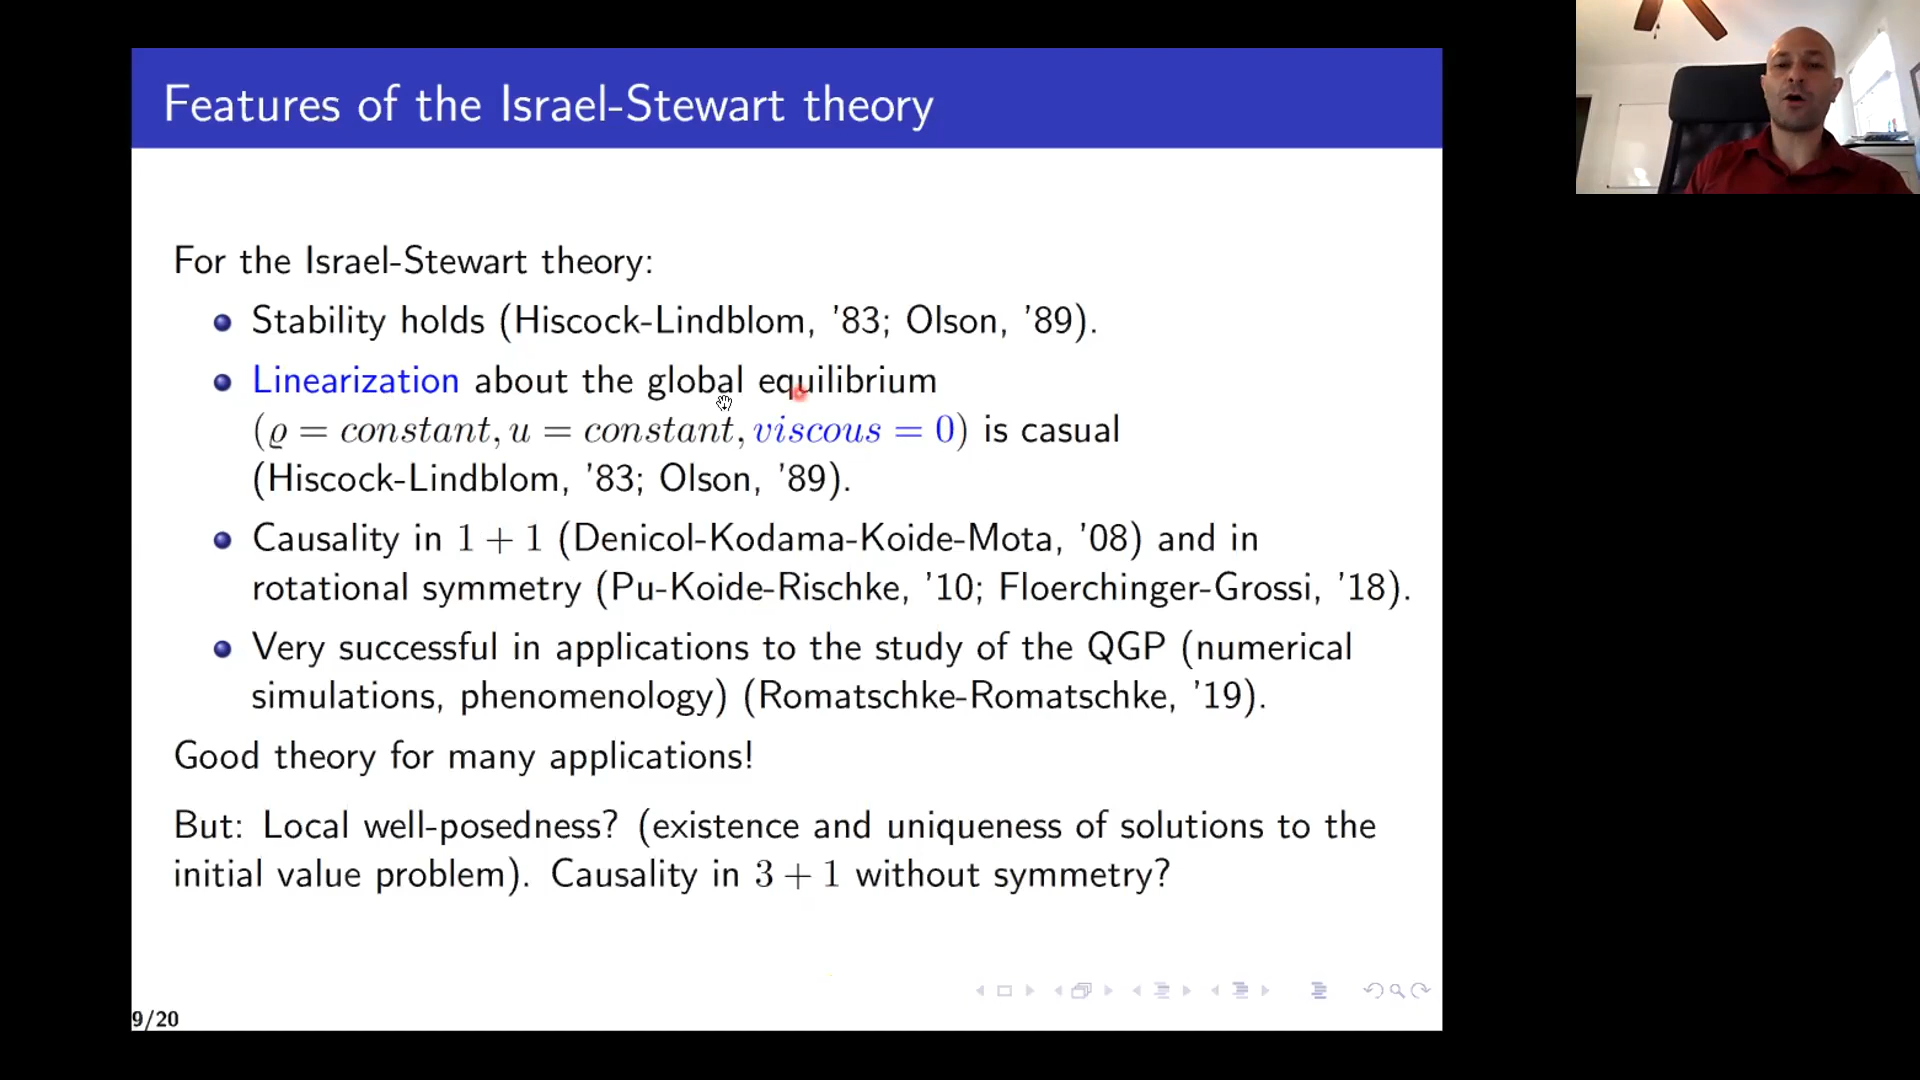 Features of the Israel-Stewart theory
For the Israel-Stewart theory:
Stability holds (Hiscock-Lindblom, '83; Olson, '89).
Linearization about the global equilibrium
(ϱ = constant, u = constant, viscous = 0) is casual
(Hiscock-Lindblom, '83; Olson, '89).
Causality in 1 + 1 (Denicol-Kodama-Koide-Mota, '08) and in
rotational symmetry (Pu-Koide-Rischke, '10; Floerchinger-Grossi, '18).
Very successful in applications to the study of the QGP (numerical
simulations, phenomenology) (Romatschke-Romatschke, '19).
Good theory for many applications!
But: Local well-posedness? (existence and uniqueness of solutions to the
initial value problem). Causality in 3 + 1 without symmetry?
9/20